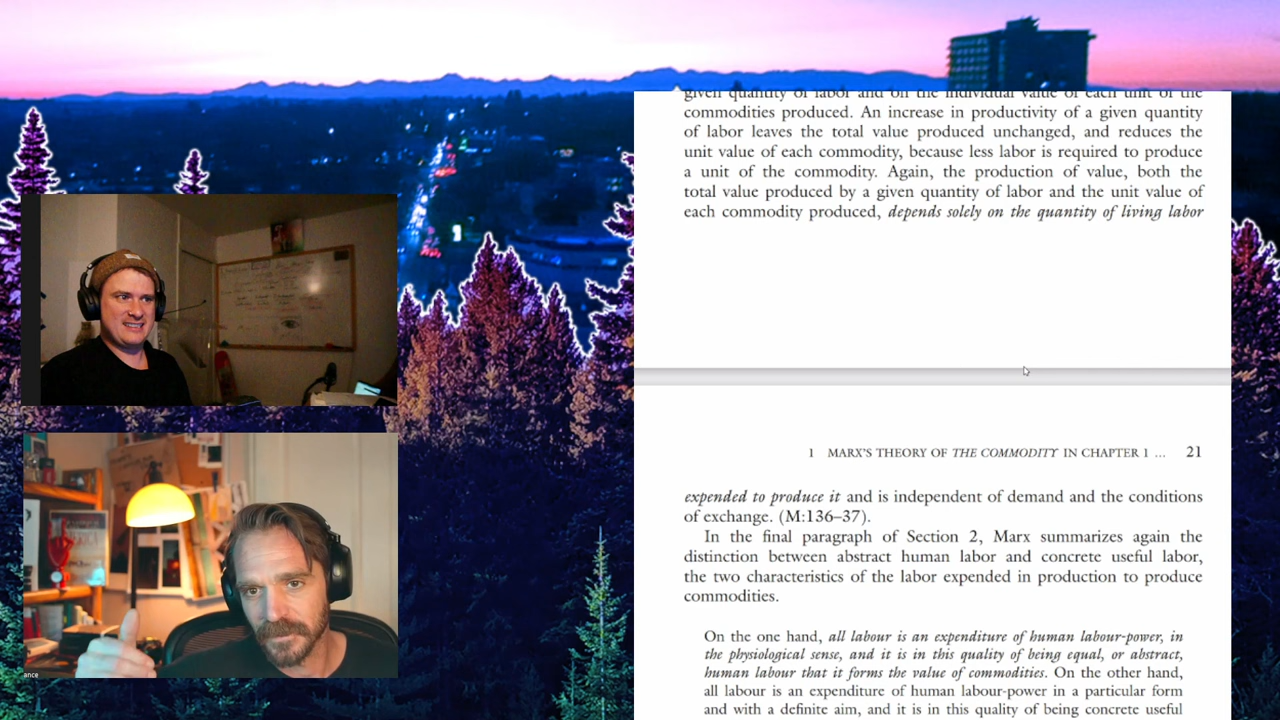 given quantity of labor and on the individual value of each unit of the
commodities produced. An increase in productivity of a given quantity
of labor leaves the total value produced unchanged, and reduces the
unit value of each commodity, because less labor is required to produce
a unit of the commodity. Again, the production of value, both the
total value produced by a given quantity of labor and the unit value of
each commodity produced, depends solely on the quantity of living labor
1 MARX'S THEORY OF THE COMMODITY IN CHAPTER 1 ... 21
expended to produce it and is independent of demand and the conditions
of exchange. (M:136–37).
In the final paragraph of Section 2, Marx summarizes again the
distinction between abstract human labor and concrete useful labor,
the two characteristics of the labor expended in production to produce
commodities.
On the one hand, all labour is an expenditure of human labour-power, in
the physiological sense, and it is in this quality of being equal, or abstract,
human labour that it forms the value of commodities. On the other hand,
all labour is an expenditure of human labour-power in a particular form
and with a definite aim, and it is in this quality of being concrete useful
ance